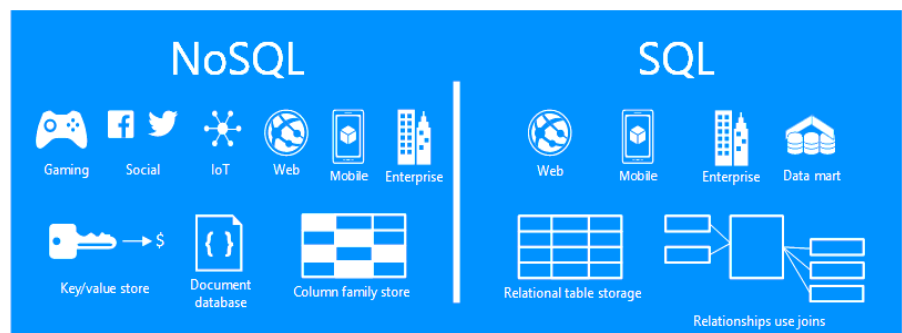 NoSQL
SQL
Gaming
Social
IoT
Web
Mobile
Enterprise
Web
Mobile
Enterprise
Data mart
$
{ }
Key/value store
Document
database
Column family store
Relational table storage
Relationships use joins